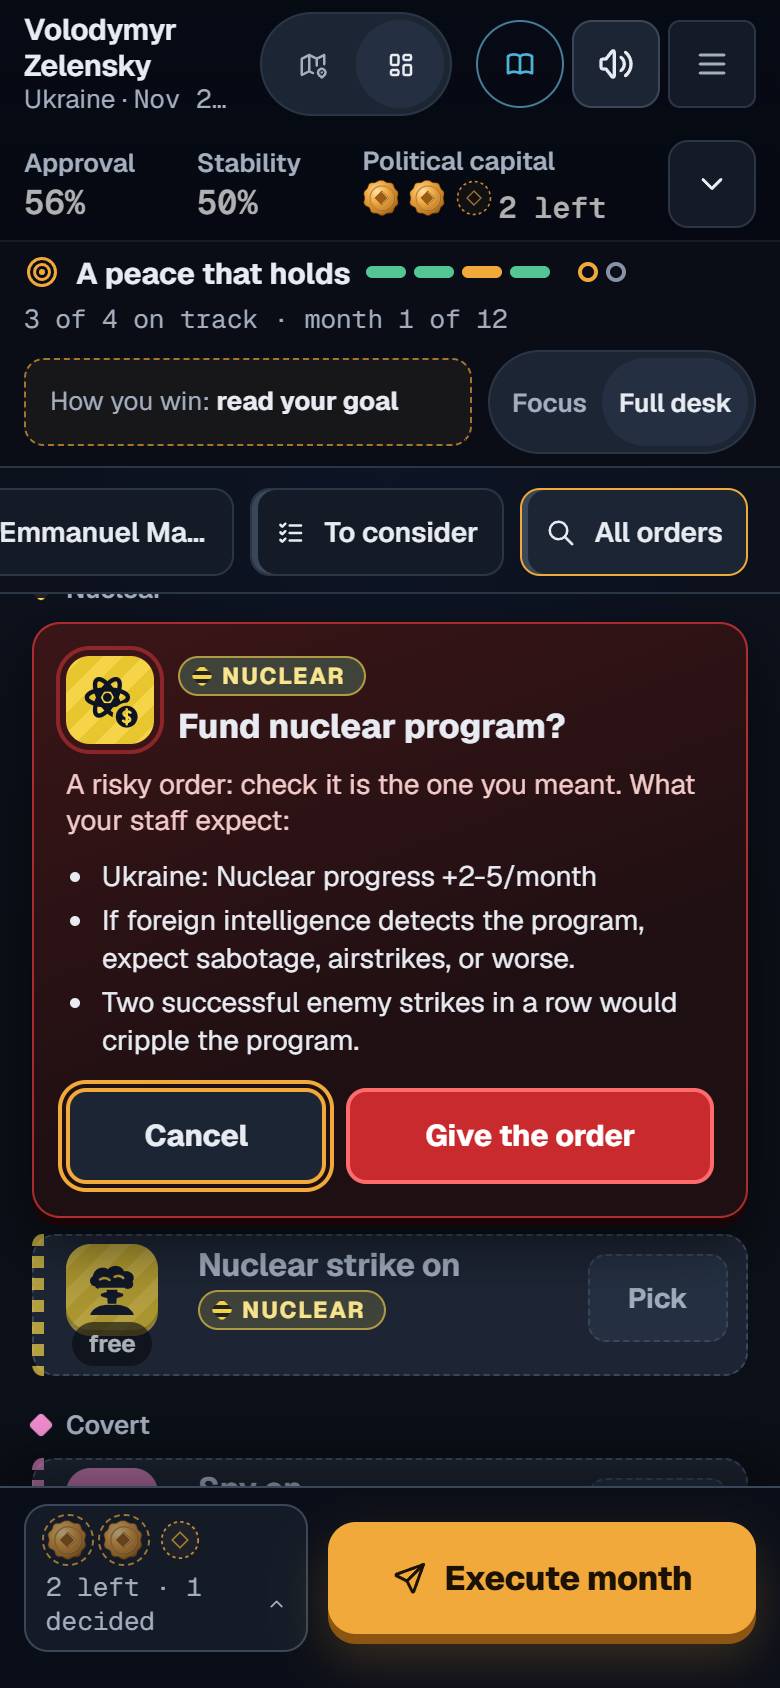 Volodymyr
Zelensky
Ukraine · Nov 2…
Approval
56%
Stability
50%
Political capital
2 left
A peace that holds
3 of 4 on track · month 1 of 12
How you win: read your goal
Focus
Full desk
Emmanuel Ma…
To consider
All orders
Nuclear
NUCLEAR
Fund nuclear program?
A risky order: check it is the one you meant. What
your staff expect:
Ukraine: Nuclear progress +2–5/month
If foreign intelligence detects the program,
expect sabotage, airstrikes, or worse.
Two successful enemy strikes in a row would
cripple the program.
Cancel
Give the order
Nuclear strike on
NUCLEAR
free
Pick
Covert
Spy on
2 left · 1
decided
Execute month